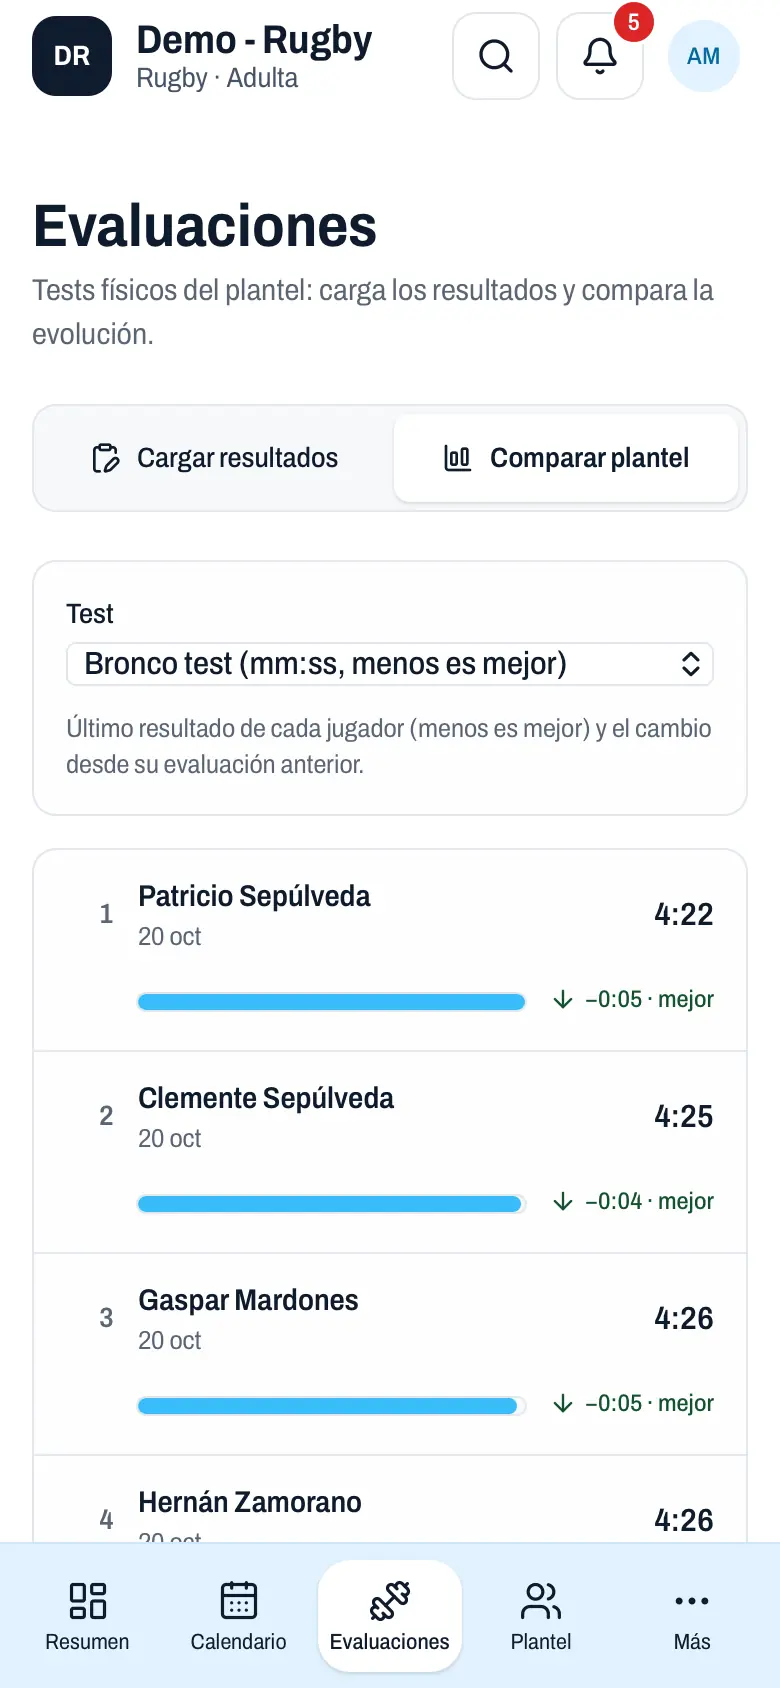 DR
Demo - Rugby
Rugby · Adulta
5
AM
Evaluaciones
Tests físicos del plantel: carga los resultados y compara la
evolución.
Cargar resultados
Comparar plantel
Test
Bronco test (mm:ss, menos es mejor)
Último resultado de cada jugador (menos es mejor) y el cambio
desde su evaluación anterior.
1
Patricio Sepúlveda
20 oct
4:22
↓ −0:05 · mejor
2
Clemente Sepúlveda
20 oct
4:25
↓ −0:04 · mejor
3
Gaspar Mardones
20 oct
4:26
↓ −0:05 · mejor
4
Hernán Zamorano
20 oct
4:26
Resumen
Calendario
Evaluaciones
Plantel
Más